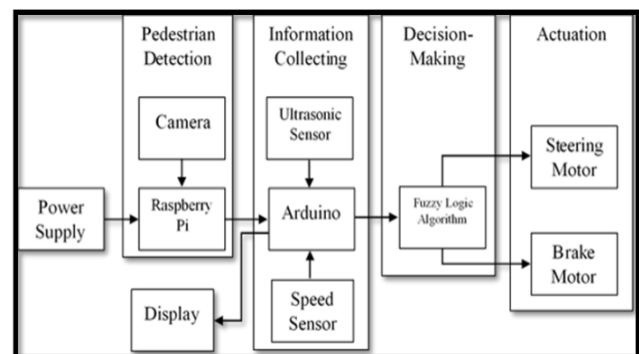 Pedestrian
Detection
Information
Collecting
Decision-
Making
Actuation
Camera
Ultrasonic
Sensor
Steering
Motor
Power
Supply
Raspberry
Pi
Arduino
Fuzzy Logic
Algorithm
Brake
Motor
Display
Speed
Sensor